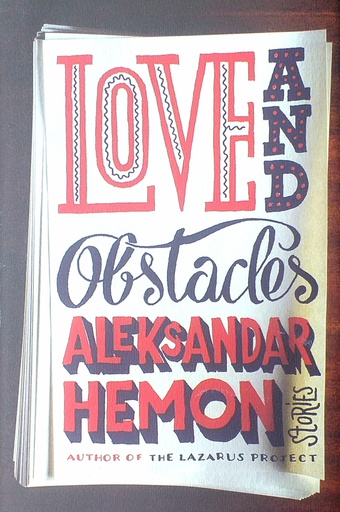 LOVE AND
Obstacles
ALEKSANDAR
HEMON
STORIES
AUTHOR OF THE LAZARUS PROJECT